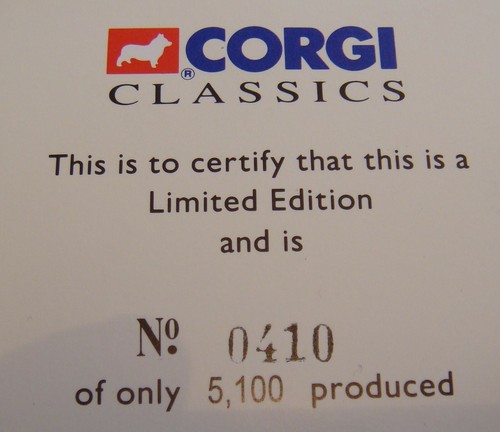 CORGI
®
CLASSICS
This is to certify that this is a
Limited Edition
and is
Nº. 0410
of only 5,100 produced